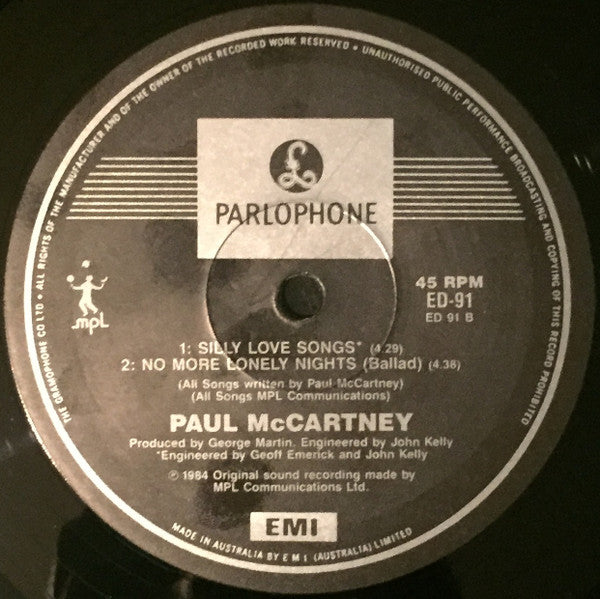 THE GRAMOPHONE CO LTD • ALL RIGHTS OF THE MANUFACTURER AND OF THE OWNER OF THE RECORDED WORK RESERVED • UNAUTHORISED PUBLIC PERFORMANCE BROADCASTING AND COPYING OF THIS RECORD PROHIBITED
£
PARLOPHONE
mpl
45 RPM
ED-91
ED 91 B
1: SILLY LOVE SONGS* (4.29)
2: NO MORE LONELY NIGHTS (Ballad) (4.38)
(All Songs written by Paul McCartney)
(All Songs MPL Communications)
PAUL McCARTNEY
Produced by George Martin. Engineered by John Kelly
*Engineered by Geoff Emerick and John Kelly
℗ 1984 Original sound recording made by
MPL Communications Ltd.
EMI
MADE IN AUSTRALIA BY E M I (AUSTRALIA) LIMITED